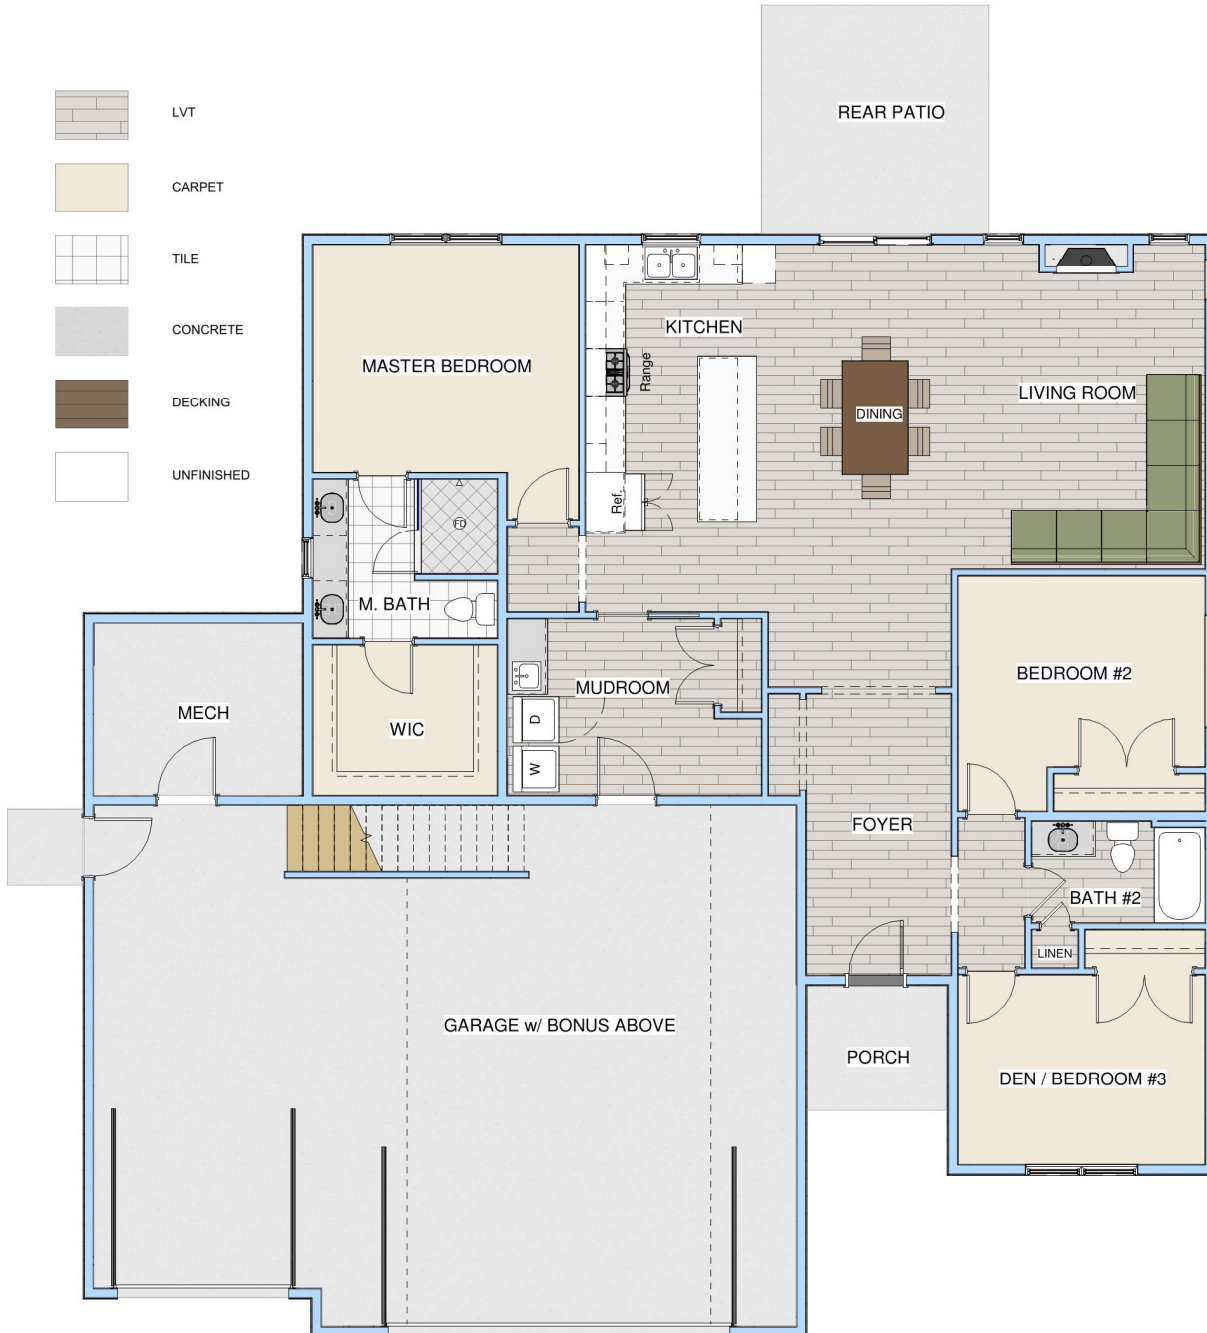 REAR PATIO
LVT
CARPET
TILE
CONCRETE
DECKING
UNFINISHED
KITCHEN
MASTER BEDROOM
Range
LIVING ROOM
DINING
Ref.
FD
M. BATH
BEDROOM #2
MUDROOM
MECH
WIC
D
W
FOYER
BATH #2
LINEN
GARAGE w/ BONUS ABOVE
PORCH
DEN / BEDROOM #3